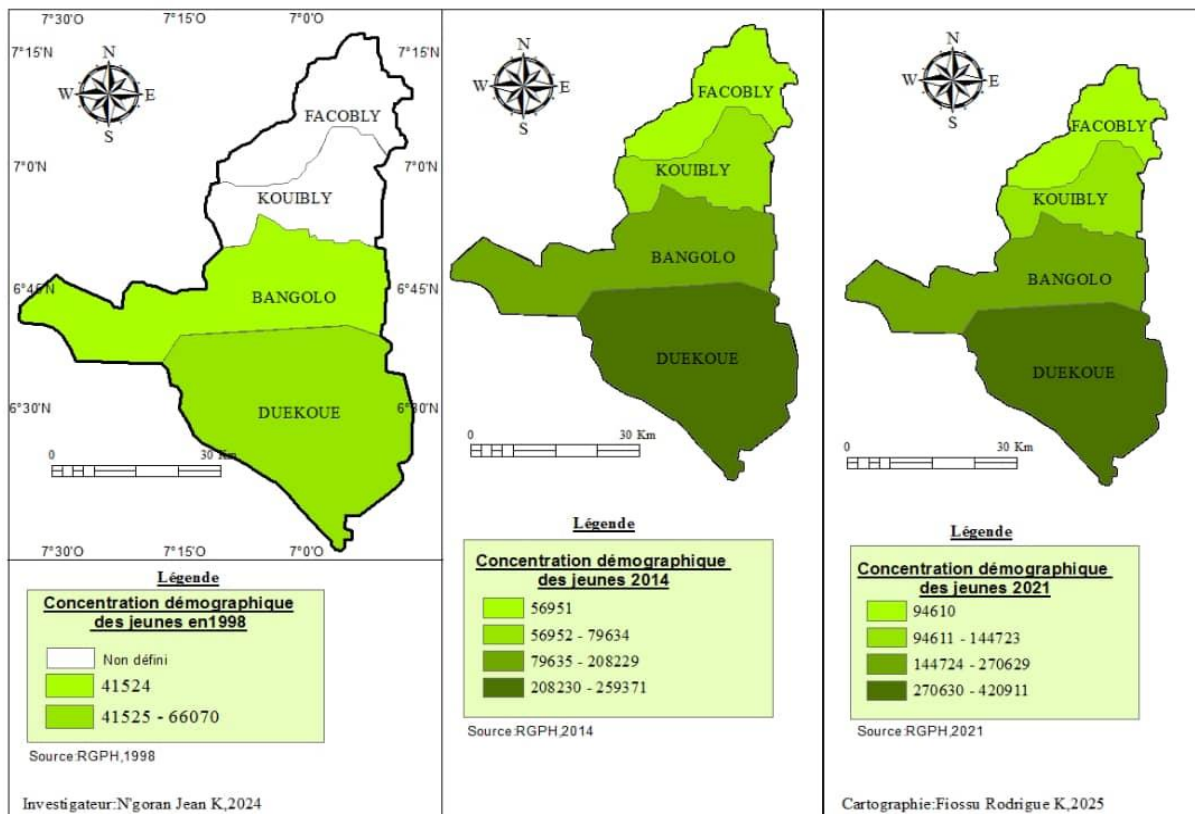 7°30'O 7°15'O 7°0'O
7°15'N
N
W E
S
FACOBLY
7°0'N
KOUIBLY
6°45'N
BANGOLO
DUEKOUE
6°30'N
0 30 Km
7°30'O 7°15'O 7°0'O
Légende
Concentration démographique
des jeunes en1998
Non défini
41524
41525 - 66070
Source:RGPH,1998
Investigateur:N'goran Jean K,2024
7°15'N
N
W E
S
FACOBLY
7°0'N
KOUIBLY
BANGOLO
6°45'N
DUEKOUE
6°30'N
0 30 Km
Légende
Concentration démographique
des jeunes 2014
56951
56952 - 79634
79635 - 208229
208230 - 259371
Source:RGPH,2014
N
W E
S
FACOBLY
KOUIBLY
BANGOLO
DUEKOUE
0 30 Km
Légende
Concentration démographique
des jeunes 2021
94610
94611 - 144723
144724 - 270629
270630 - 420911
Source:RGPH,2021
Cartographie:Fiossu Rodrigue K,2025